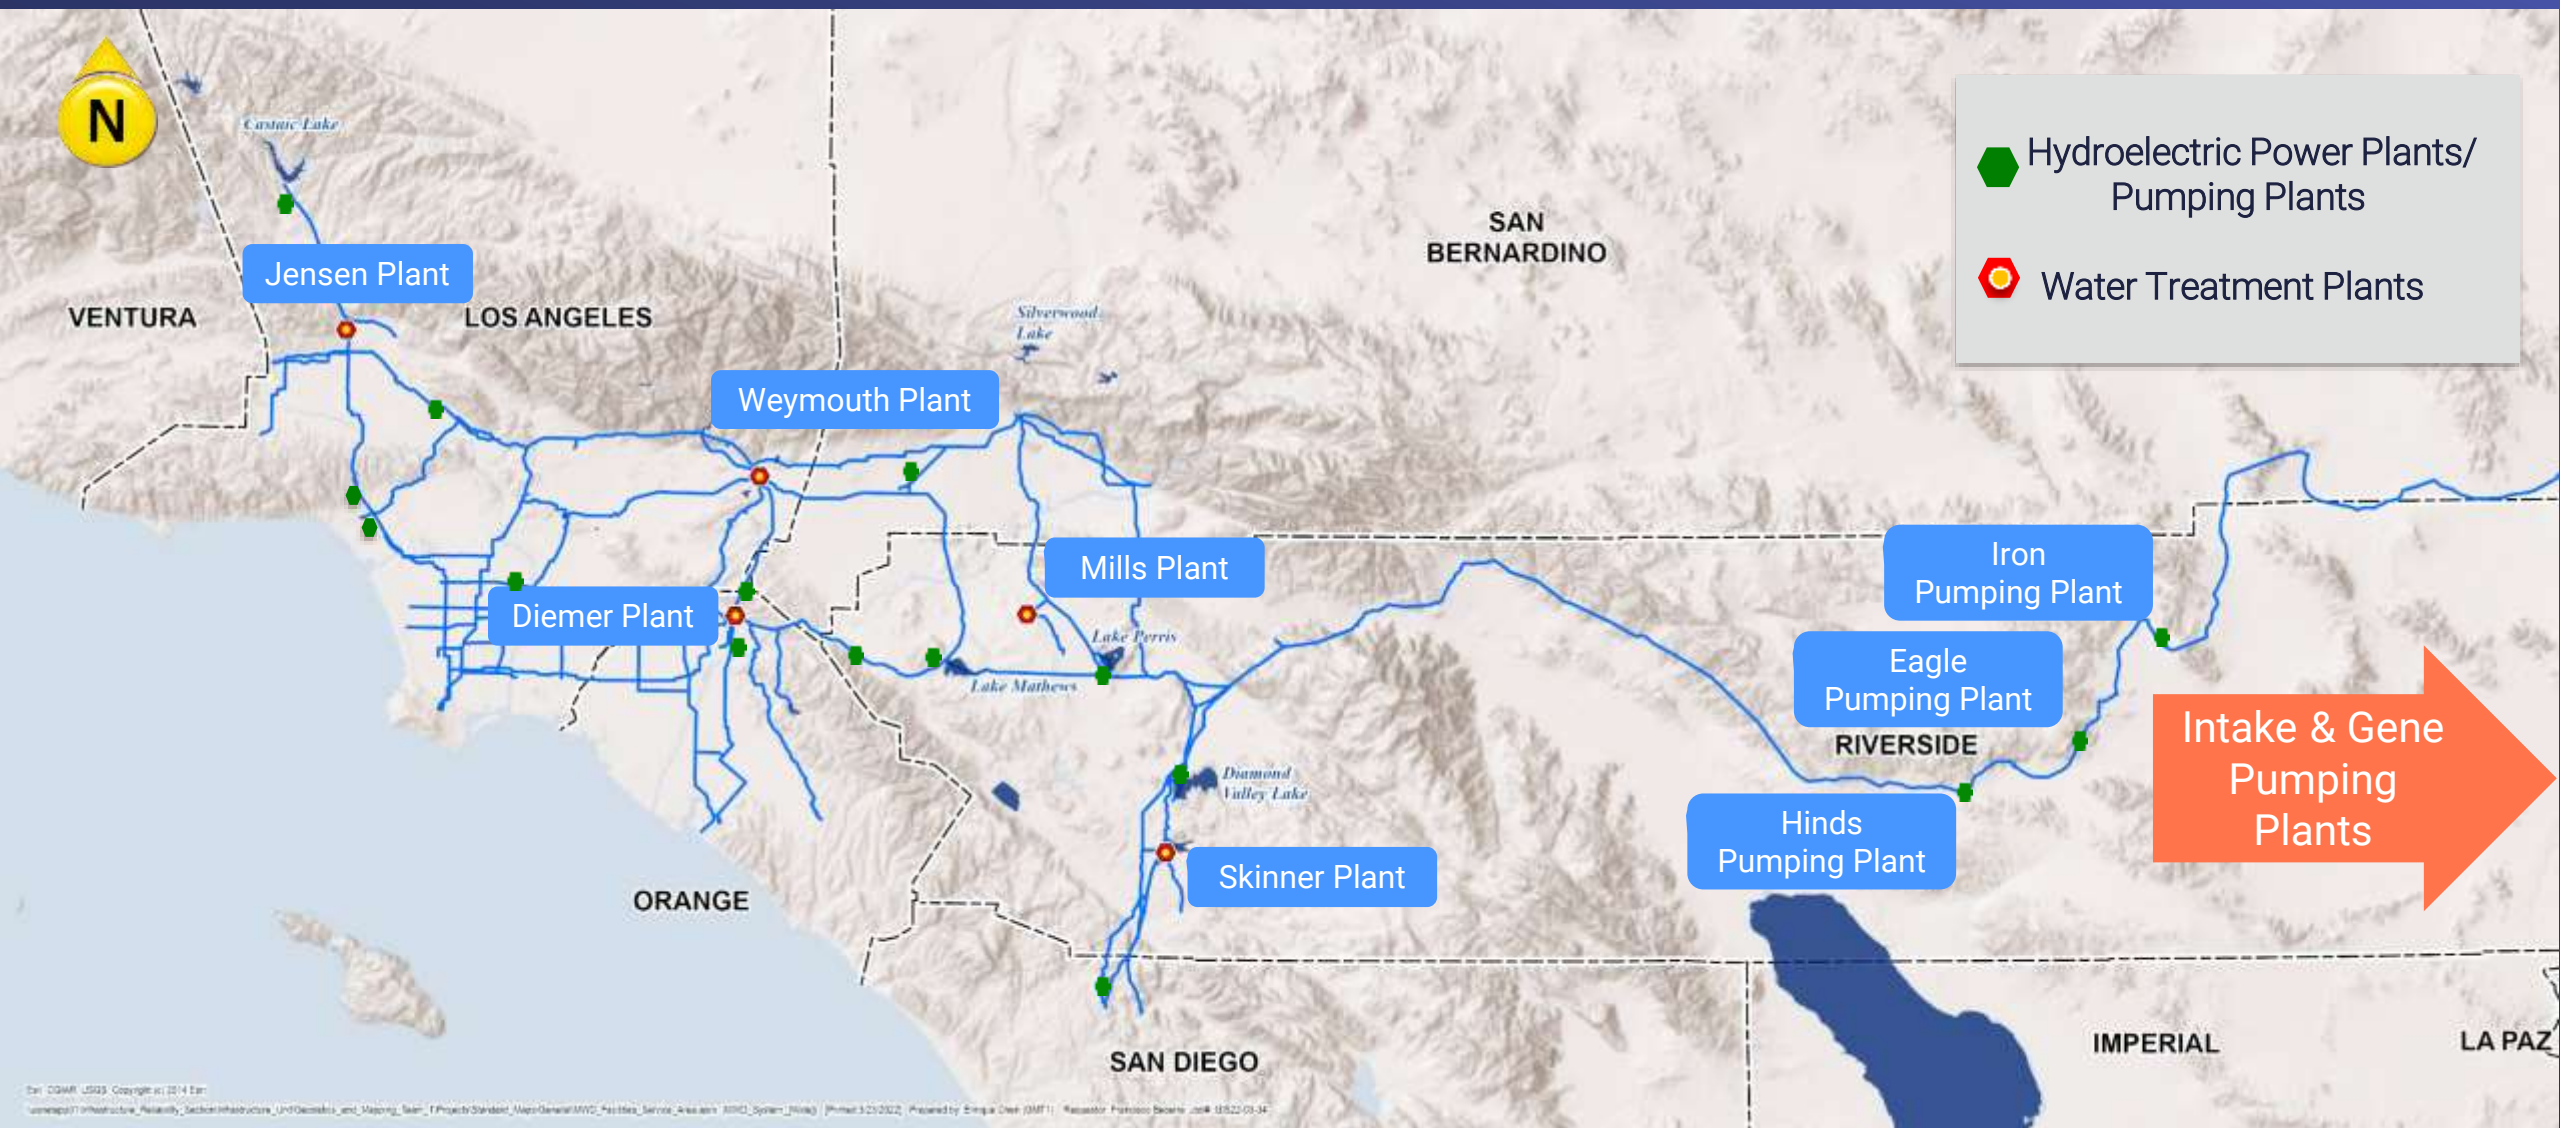 N
Castaic Lake
Hydroelectric Power Plants/
Pumping Plants
Water Treatment Plants
Jensen Plant
VENTURA
LOS ANGELES
SAN
BERNARDINO
Silverwood
Lake
Weymouth Plant
Mills Plant
Iron
Pumping Plant
Diemer Plant
Lake Perris
Lake Mathews
Eagle
Pumping Plant
RIVERSIDE
Intake & Gene
Pumping
Plants
Diamond
Valley Lake
Hinds
Pumping Plant
Skinner Plant
ORANGE
SAN DIEGO
IMPERIAL
LA PAZ